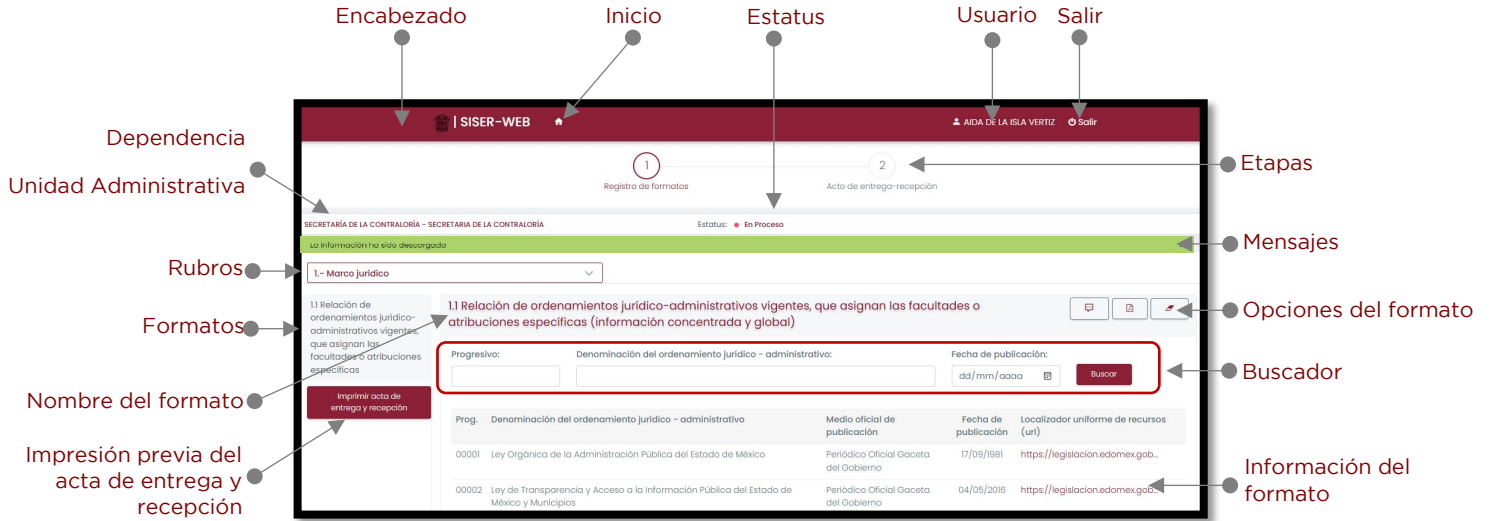 Encabezado
Inicio
Estatus
Usuario
Salir
Dependencia
Unidad Administrativa
Rubros
Formatos
Nombre del formato
Impresión previa del
acta de entrega y
recepción
| SISER-WEB
AIDA DE LA ISLA VERTIZ
Salir
1
Registro de formatos
2
Acto de entrega-recepción
SECRETARÍA DE LA CONTRALORÍA - SECRETARIA DE LA CONTRALORÍA
Estatus: En Proceso
La información ha sido descargada
1.- Marco jurídico
1.1 Relación de
ordenamientos jurídico-
administrativos vigentes,
que asignan las
facultades o atribuciones
específicas
Imprimir acta de
entrega y recepción
1.1 Relación de ordenamientos jurídico-administrativos vigentes, que asignan las facultades o
atribuciones específicas (información concentrada y global)
Progresivo:
Denominación del ordenamiento jurídico - administrativo:
Fecha de publicación:
dd/mm/aaaa
Buscar
Prog.
Denominación del ordenamiento jurídico - administrativo
Medio oficial de
publicación
Fecha de
publicación
Localizador uniforme de recursos
(url)
00001
Ley Orgánica de la Administración Pública del Estado de México
Periódico Oficial Gaceta
del Gobierno
17/09/1981
https://legislacion.edomex.gob...
00002
Ley de Transparencia y Acceso a la Información Pública del Estado de
México y Municipios
Periódico Oficial Gaceta
del Gobierno
04/05/2016
https://legislacion.edomex.gob...
Etapas
Mensajes
Opciones del formato
Buscador
Información del
formato